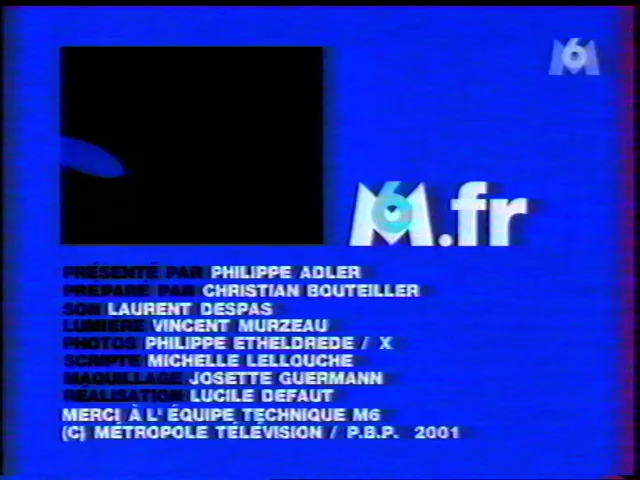 M6
M6.fr
PRÉSENTÉ PAR PHILIPPE ADLER
PRÉPARÉ PAR CHRISTIAN BOUTEILLER
SON LAURENT DESPAS
LUMIERE VINCENT MURZEAU
PHOTOS PHILIPPE ETHELDREDE / X
SCRIPTE MICHELLE LELLOUCHE
MAQUILLAGE JOSETTE GUERMANN
RÉALISATION LUCILE DEFAUT
MERCI À L'ÉQUIPE TECHNIQUE M6
(C) MÉTROPOLE TÉLÉVISION / P.B.P. 2001